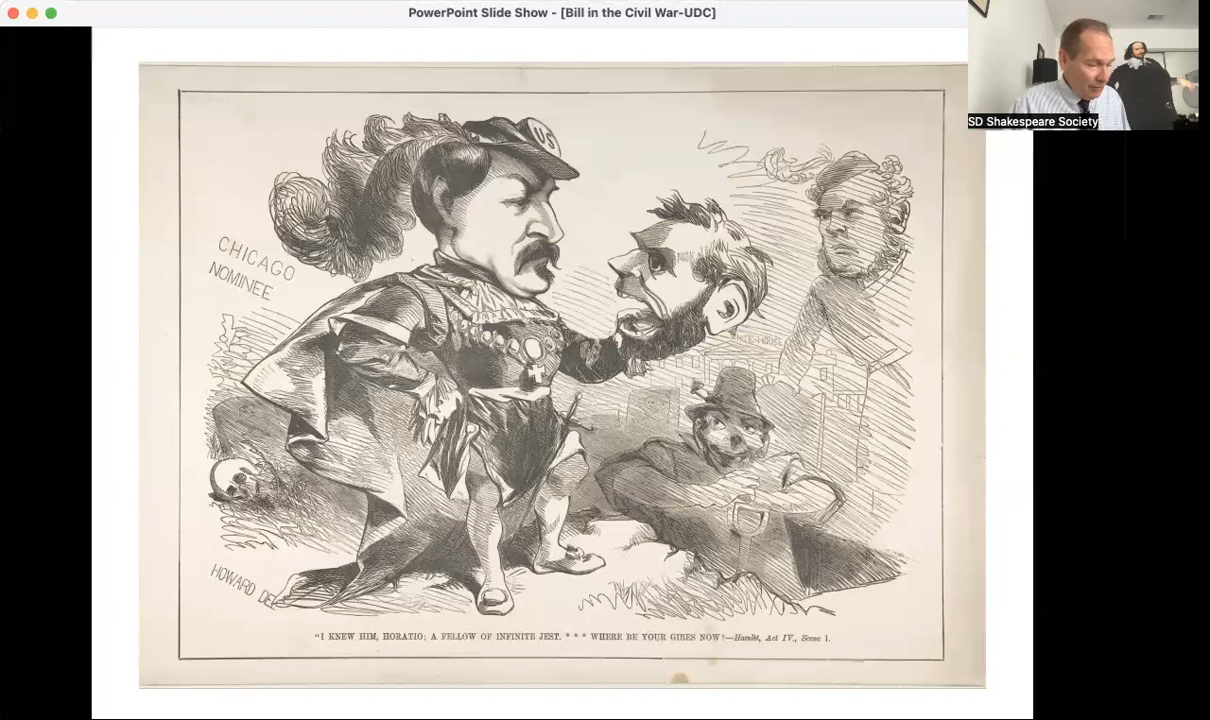 PowerPoint Slide Show - [Bill in the Civil War-UDC]
SD Shakespeare Society
US
CHICAGO
NOMINEE
WHITE-HOUSE
HOWARD DEL
"I KNEW HIM, HORATIO; A FELLOW OF INFINITE JEST. * * * WHERE BE YOUR GIBES NOW?—Hamlet, Act IV., Scene 1.